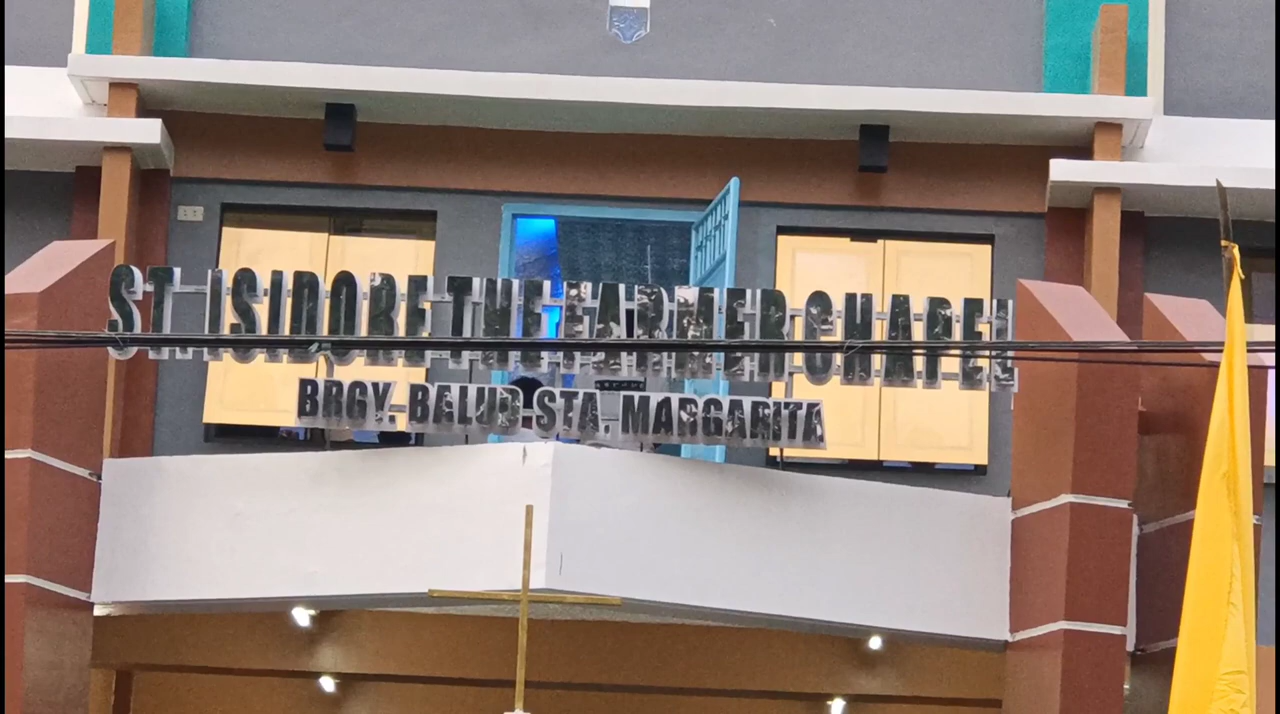 ST. ISIDORE THE FARMER CHAPEL
BRGY. BALUD STA. MARGARITA